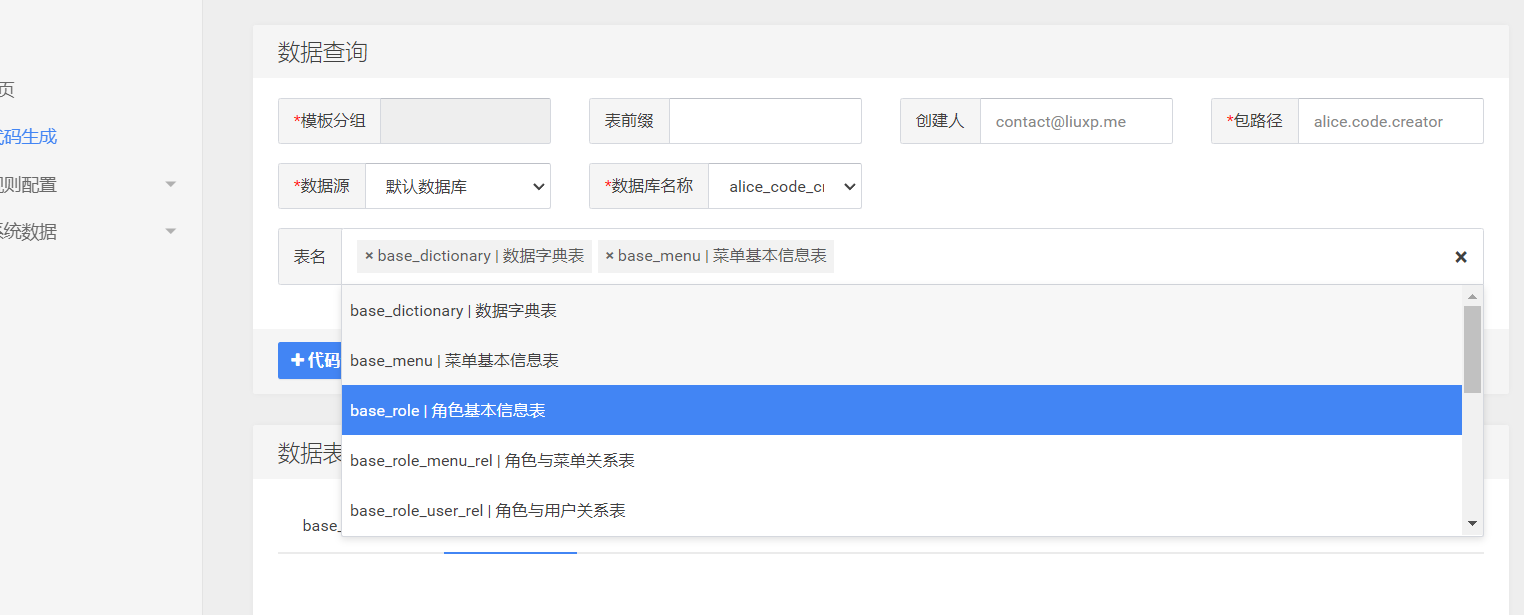 页
代码生成
规则配置
系统数据
数据查询
*模板分组
表前缀
创建人 contact@liuxp.me
*包路径 alice.code.creator
*数据源 默认数据库
*数据库名称 alice_code_c
表名 × base_dictionary | 数据字典表 × base_menu | 菜单基本信息表 ×
base_dictionary | 数据字典表
base_menu | 菜单基本信息表
+ 代码
base_role | 角色基本信息表
数据表
base_role_menu_rel | 角色与菜单关系表
base_role_user_rel | 角色与用户关系表
base_